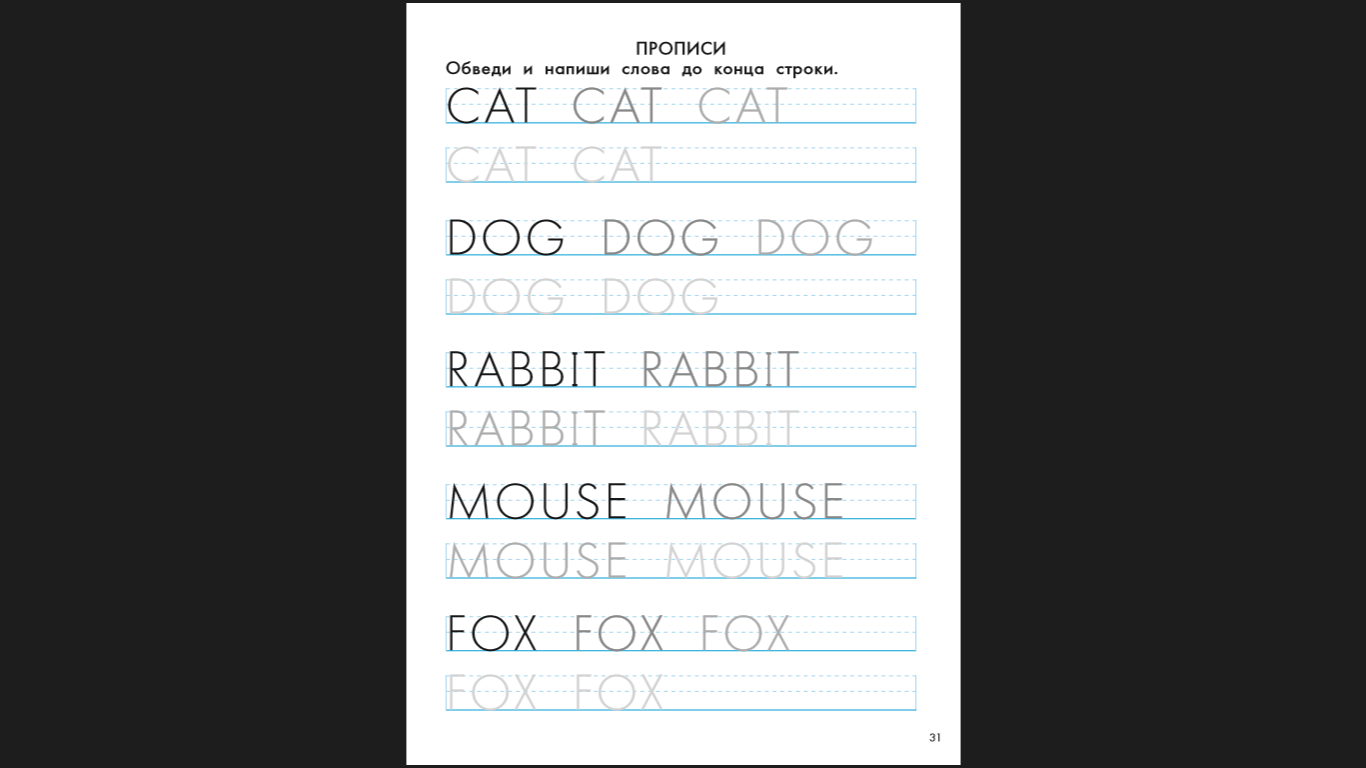 ПРОПИСИ
Обведи и напиши слова до конца строки.
CAT CAT CAT
CAT CAT
DOG DOG DOG
DOG DOG
RABBIT RABBIT
RABBIT RABBIT
MOUSE MOUSE
MOUSE MOUSE
FOX FOX FOX
FOX FOX
31